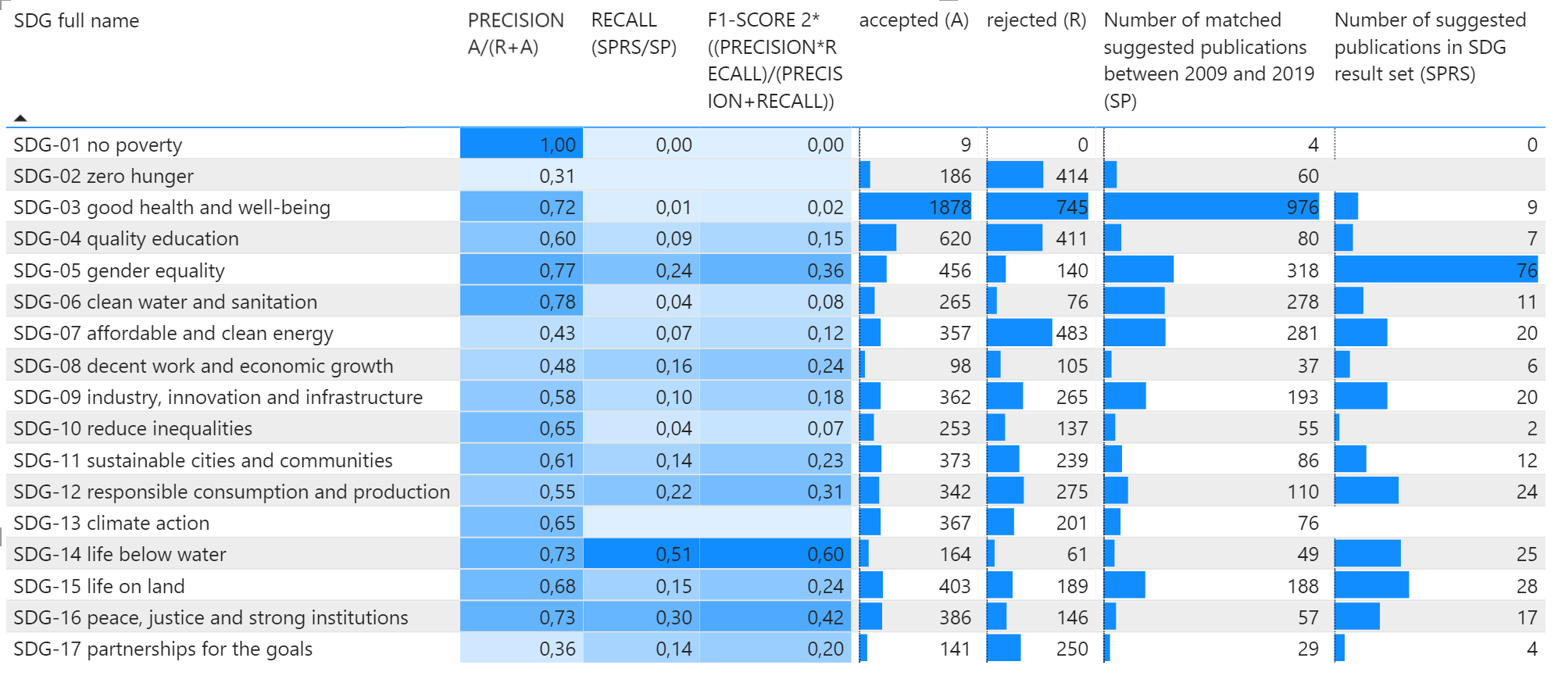 SDG full name PRECISION RECALL F1-SCORE 2* accepted (A) rejected (R) Number of matched Number of suggested
A/(R+A) (SPRS/SP) ((PRECISION*R suggested publications publications in SDG
ECALL)/(PRECIS between 2009 and 2019 result set (SPRS)
ION+RECALL)) (SP)
SDG-01 no poverty 1,00 0,00 0,00 9 0 4 0
SDG-02 zero hunger 0,31 186 414 60
SDG-03 good health and well-being 0,72 0,01 0,02 1878 745 976 9
SDG-04 quality education 0,60 0,09 0,15 620 411 80 7
SDG-05 gender equality 0,77 0,24 0,36 456 140 318 76
SDG-06 clean water and sanitation 0,78 0,04 0,08 265 76 278 11
SDG-07 affordable and clean energy 0,43 0,07 0,12 357 483 281 20
SDG-08 decent work and economic growth 0,48 0,16 0,24 98 105 37 6
SDG-09 industry, innovation and infrastructure 0,58 0,10 0,18 362 265 193 20
SDG-10 reduce inequalities 0,65 0,04 0,07 253 137 55 2
SDG-11 sustainable cities and communities 0,61 0,14 0,23 373 239 86 12
SDG-12 responsible consumption and production 0,55 0,22 0,31 342 275 110 24
SDG-13 climate action 0,65 367 201 76
SDG-14 life below water 0,73 0,51 0,60 164 61 49 25
SDG-15 life on land 0,68 0,15 0,24 403 189 188 28
SDG-16 peace, justice and strong institutions 0,73 0,30 0,42 386 146 57 17
SDG-17 partnerships for the goals 0,36 0,14 0,20 141 250 29 4